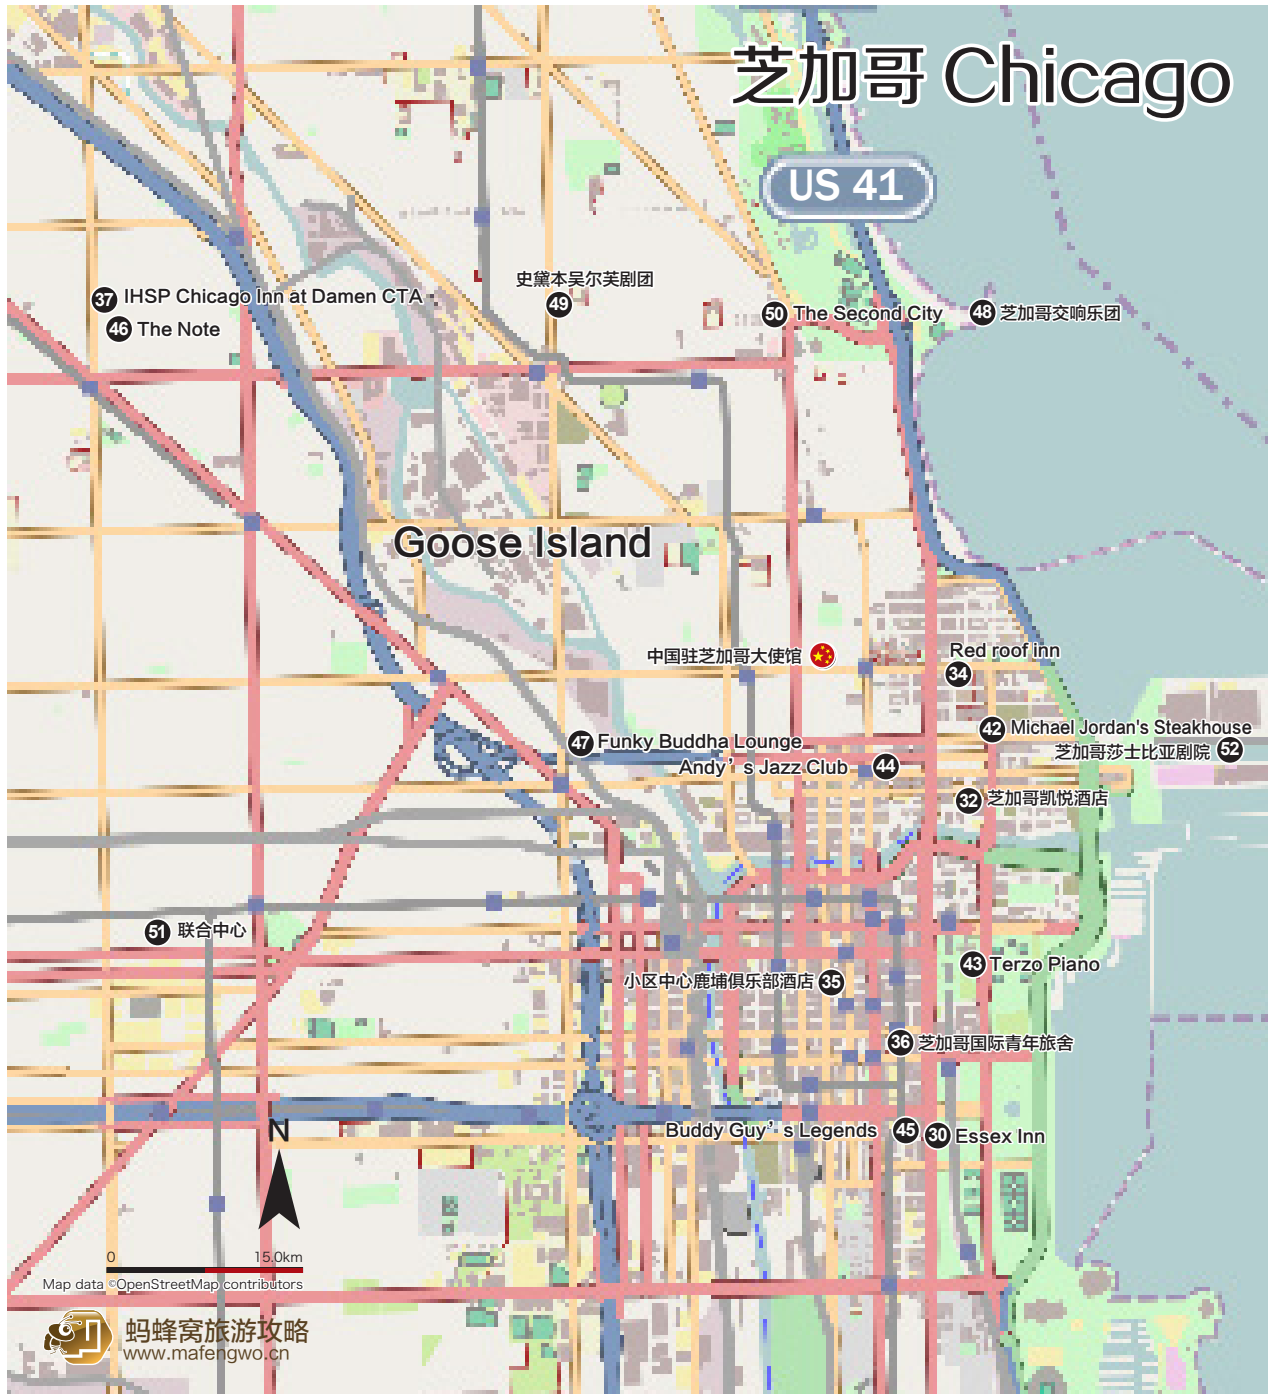 芝加哥 Chicago
US 41
史黛本吴尔芙剧团
37 IHSP Chicago Inn at Damen CTA
49
50 The Second City
48 芝加哥交响乐团
46 The Note
Goose Island
中国驻芝加哥大使馆
Red roof inn
34
42 Michael Jordan's Steakhouse
47 Funky Buddha Lounge
芝加哥莎士比亚剧院 52
Andy’s Jazz Club 44
32 芝加哥凯悦酒店
51 联合中心
43 Terzo Piano
小区中心鹿埔俱乐部酒店 35
36 芝加哥国际青年旅舍
N
Buddy Guy’s Legends 45
30 Essex Inn
0 15.0km
Map data ©OpenStreetMap contributors
蚂蜂窝旅游攻略
www.mafengwo.cn